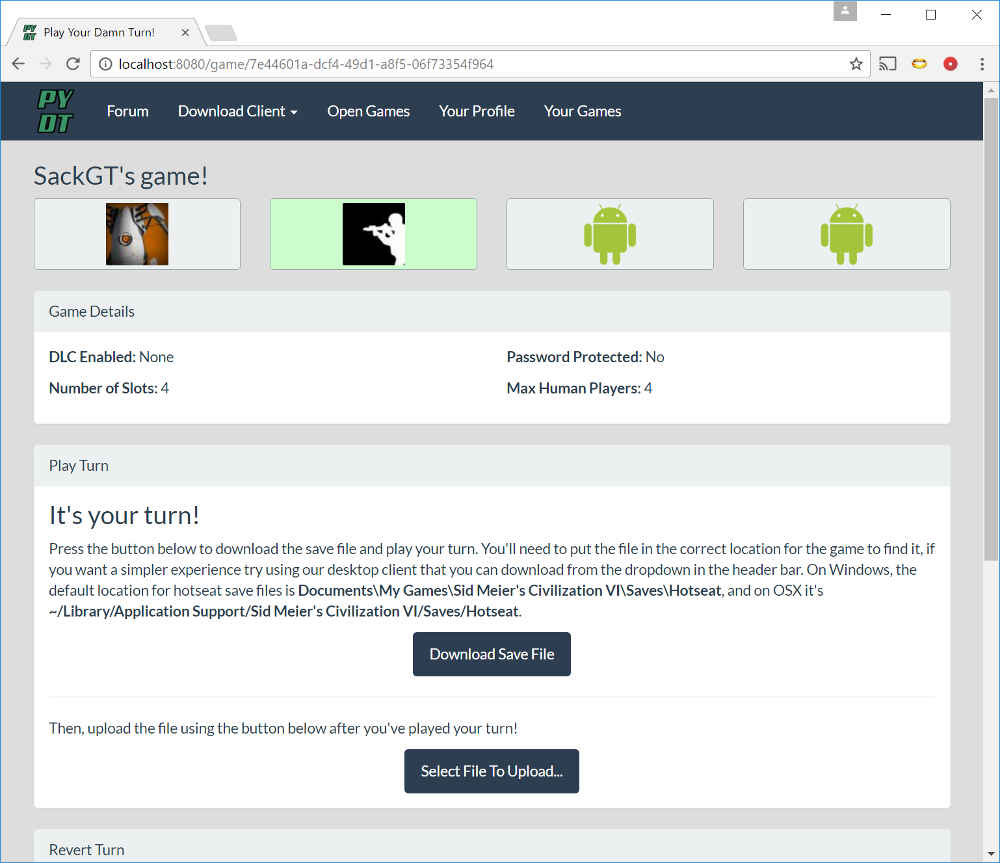 Play Your Damn Turn!
localhost:8080/game/7e44601a-dcf4-49d1-a8f5-06f73354f964
PY
DT
Forum Download Client Open Games Your Profile Your Games
SackGT's game!
Game Details
DLC Enabled: None Password Protected: No
Number of Slots: 4 Max Human Players: 4
Play Turn
It's your turn!
Press the button below to download the save file and play your turn. You'll need to put the file in the correct location for the game to find it, if
you want a simpler experience try using our desktop client that you can download from the dropdown in the header bar. On Windows, the
default location for hotseat save files is Documents\My Games\Sid Meier's Civilization VI\Saves\Hotseat, and on OSX it's
~/Library/Application Support/Sid Meier's Civilization VI/Saves/Hotseat.
Download Save File
Then, upload the file using the button below after you've played your turn!
Select File To Upload...
Revert Turn